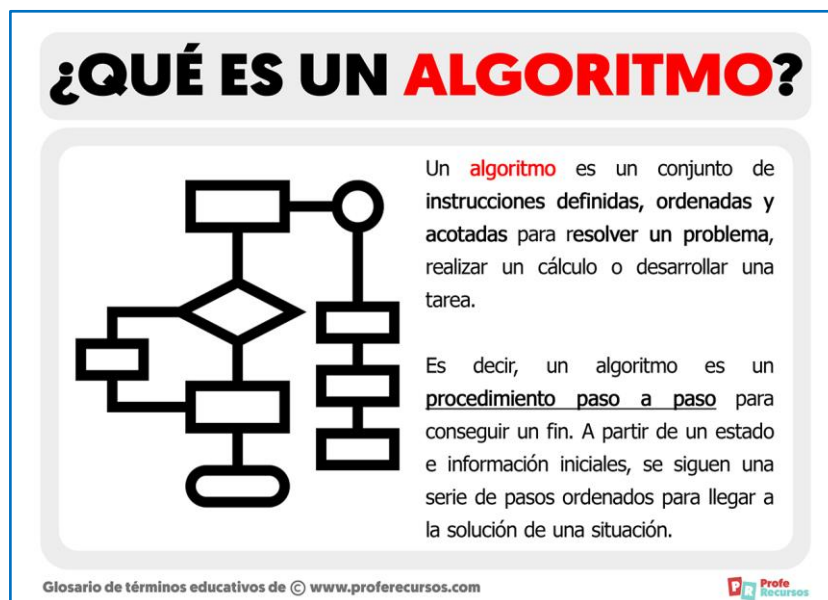 ¿QUÉ ES UN ALGORITMO?
Un algoritmo es un conjunto de
instrucciones definidas, ordenadas y
acotadas para resolver un problema,
realizar un cálculo o desarrollar una
tarea.
Es decir, un algoritmo es un
procedimiento paso a paso para
conseguir un fin. A partir de un estado
e información iniciales, se siguen una
serie de pasos ordenados para llegar a
la solución de una situación.
Glosario de términos educativos de © www.proferecursos.com
PR Profe
Recursos